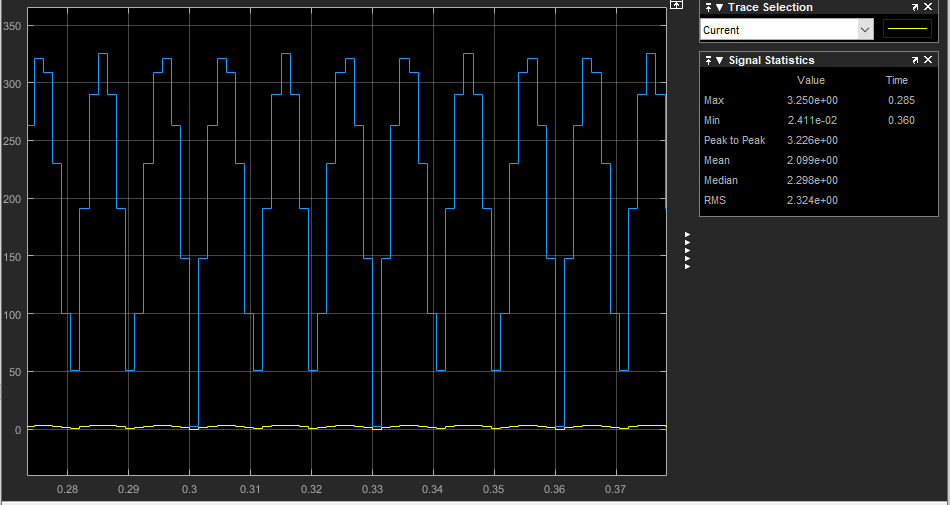 350
300
250
200
150
100
50
0
0.28 0.29 0.3 0.31 0.32 0.33 0.34 0.35 0.36 0.37
Trace Selection
Current
Signal Statistics
Value Time
Max 3.250e+00 0.285
Min 2.411e-02 0.360
Peak to Peak 3.226e+00
Mean 2.099e+00
Median 2.298e+00
RMS 2.324e+00